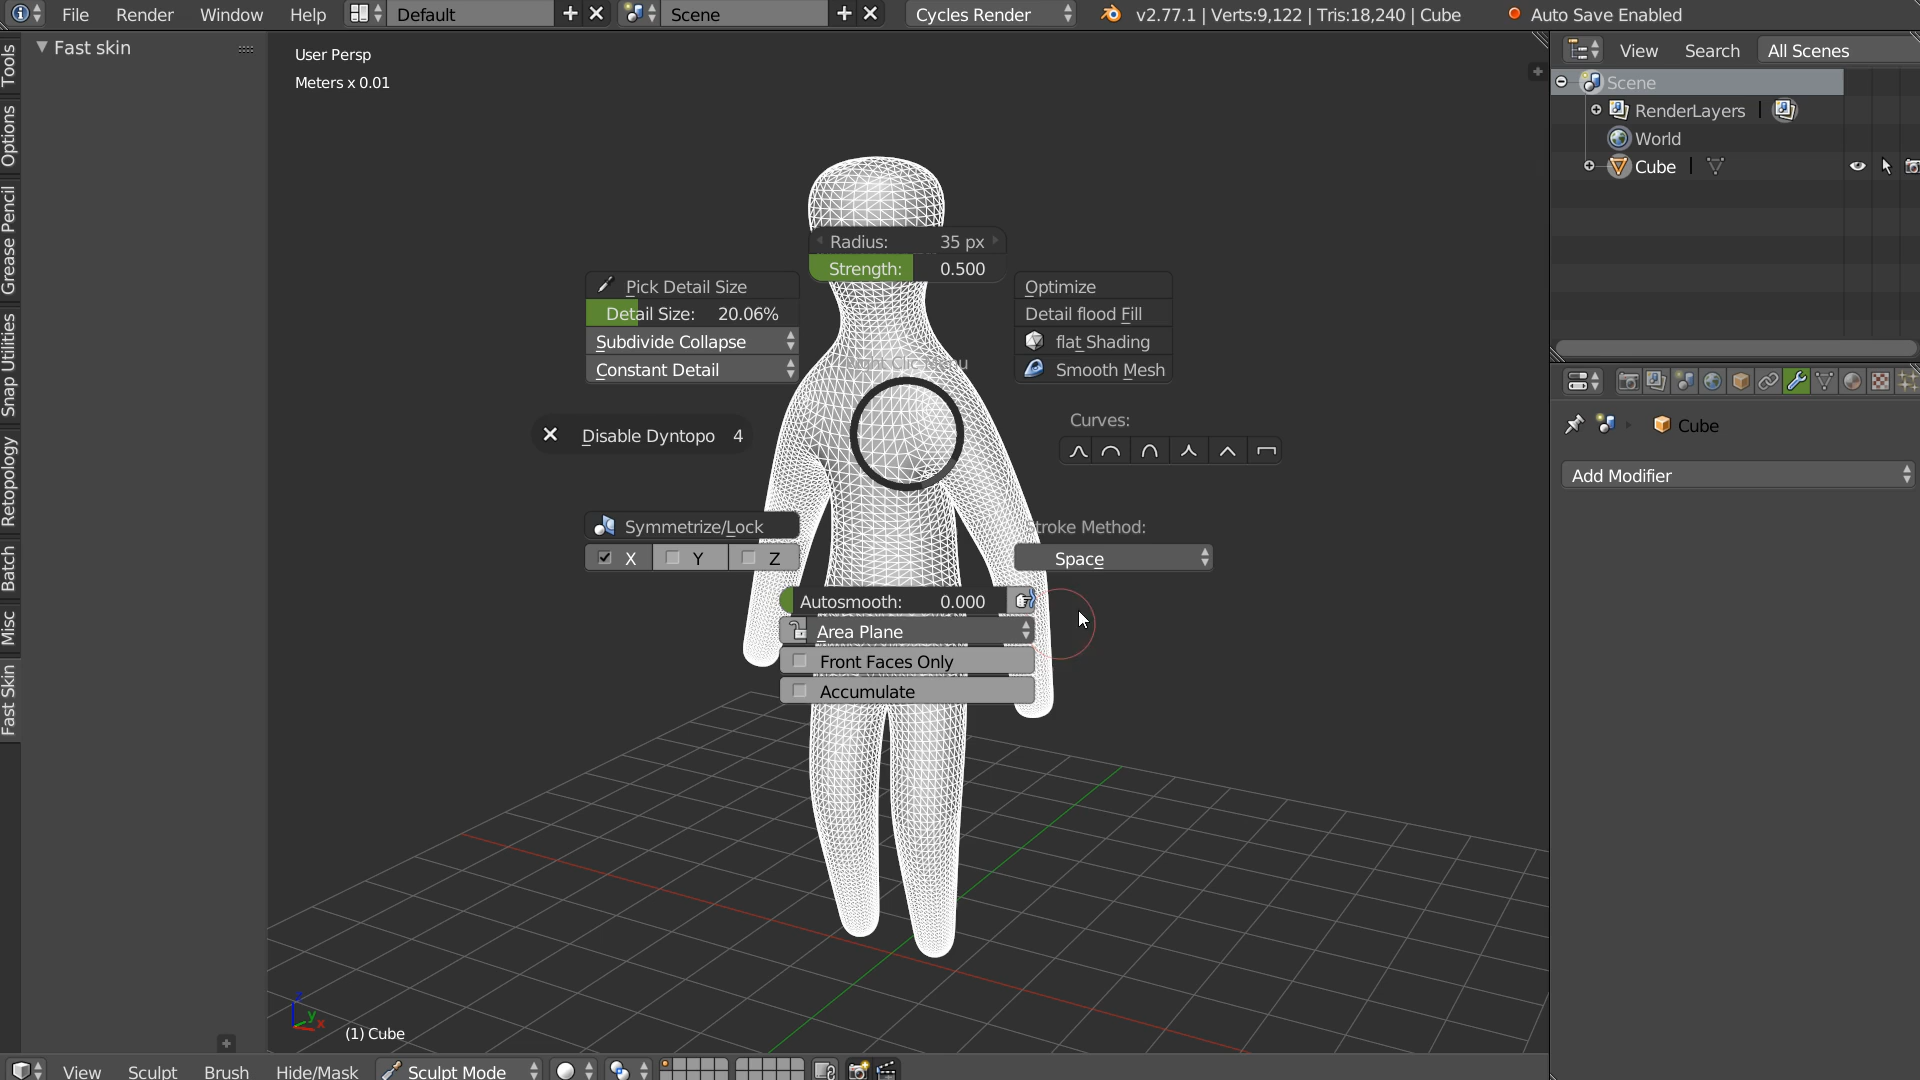 File Render Window Help Default Scene Cycles Render v2.77.1 | Verts:9,122 | Tris:18,240 | Cube Auto Save Enabled
Fast skin
Tools
Options
Grease Pencil
Snap Utilities
Retopology
Batch
Misc
Fast Skin
User Persp
Meters x 0.01
Radius: 35 px
Strength: 0.500
Pick Detail Size
Detail Size: 20.06%
Subdivide Collapse
Constant Detail
Optimize
Detail flood Fill
flat Shading
Smooth Mesh
Disable Dyntopo 4
Curves:
Symmetrize/Lock
X Y Z
Stroke Method:
Space
Autosmooth: 0.000
Area Plane
Front Faces Only
Accumulate
z
y
x
(1) Cube
View Search All Scenes
Scene
RenderLayers
World
Cube
Cube
Add Modifier
View Sculpt Brush Hide/Mask Sculpt Mode